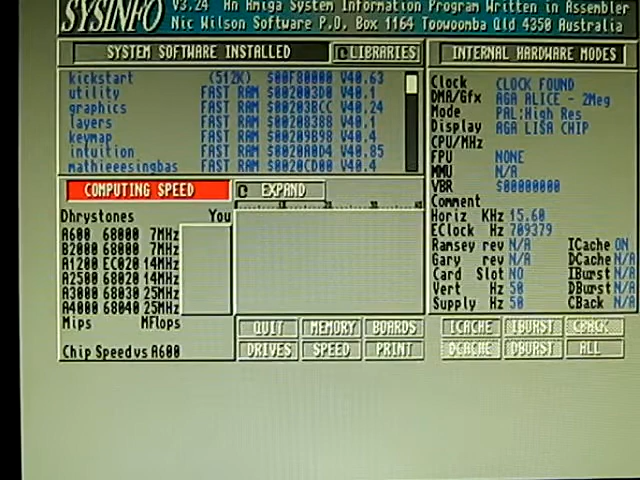 SYSINFO V3.24 An Amiga System Information Program Written in Assembler
Nic Wilson Software P.O. Box 1164 Toowoomba Qld 4350 Australia
SYSTEM SOFTWARE INSTALLED
LIBRARIES
kickstart (512K) $00F80000 V40.63
utility FAST RAM $002003D0 V40.1
graphics FAST RAM $00203BCC V40.24
layers FAST RAM $00208388 V40.1
keymap FAST RAM $00209B98 V40.4
intuition FAST RAM $0020A0D4 V40.85
mathieeesingbas FAST RAM $0020CD00 V40.4
INTERNAL HARDWARE MODES
Clock CLOCK FOUND
DMA/Gfx AGA ALICE - 2Meg
Mode PAL:High Res
Display AGA LISA CHIP
CPU/MHz
FPU NONE
MMU N/A
VBR $00000000
Comment
Horiz KHz 15.60
EClock Hz 709379
Ramsey rev N/A ICache ON
Gary rev N/A DCache N/A
Card Slot NO IBurst N/A
Vert Hz 50 DBurst N/A
Supply Hz 50 CBack N/A
COMPUTING SPEED
EXPAND
Dhrystones You
A600 68000 7MHz
B2000 68000 7MHz
A1200 EC020 14MHz
A2500 68020 14MHz
A3000 68030 25MHz
A4000 68040 25MHz
Mips MFlops
Chip Speed vs A600
QUIT MEMORY BOARDS
DRIVES SPEED PRINT
ICACHE IBURST CBACK
DCACHE DBURST ALL